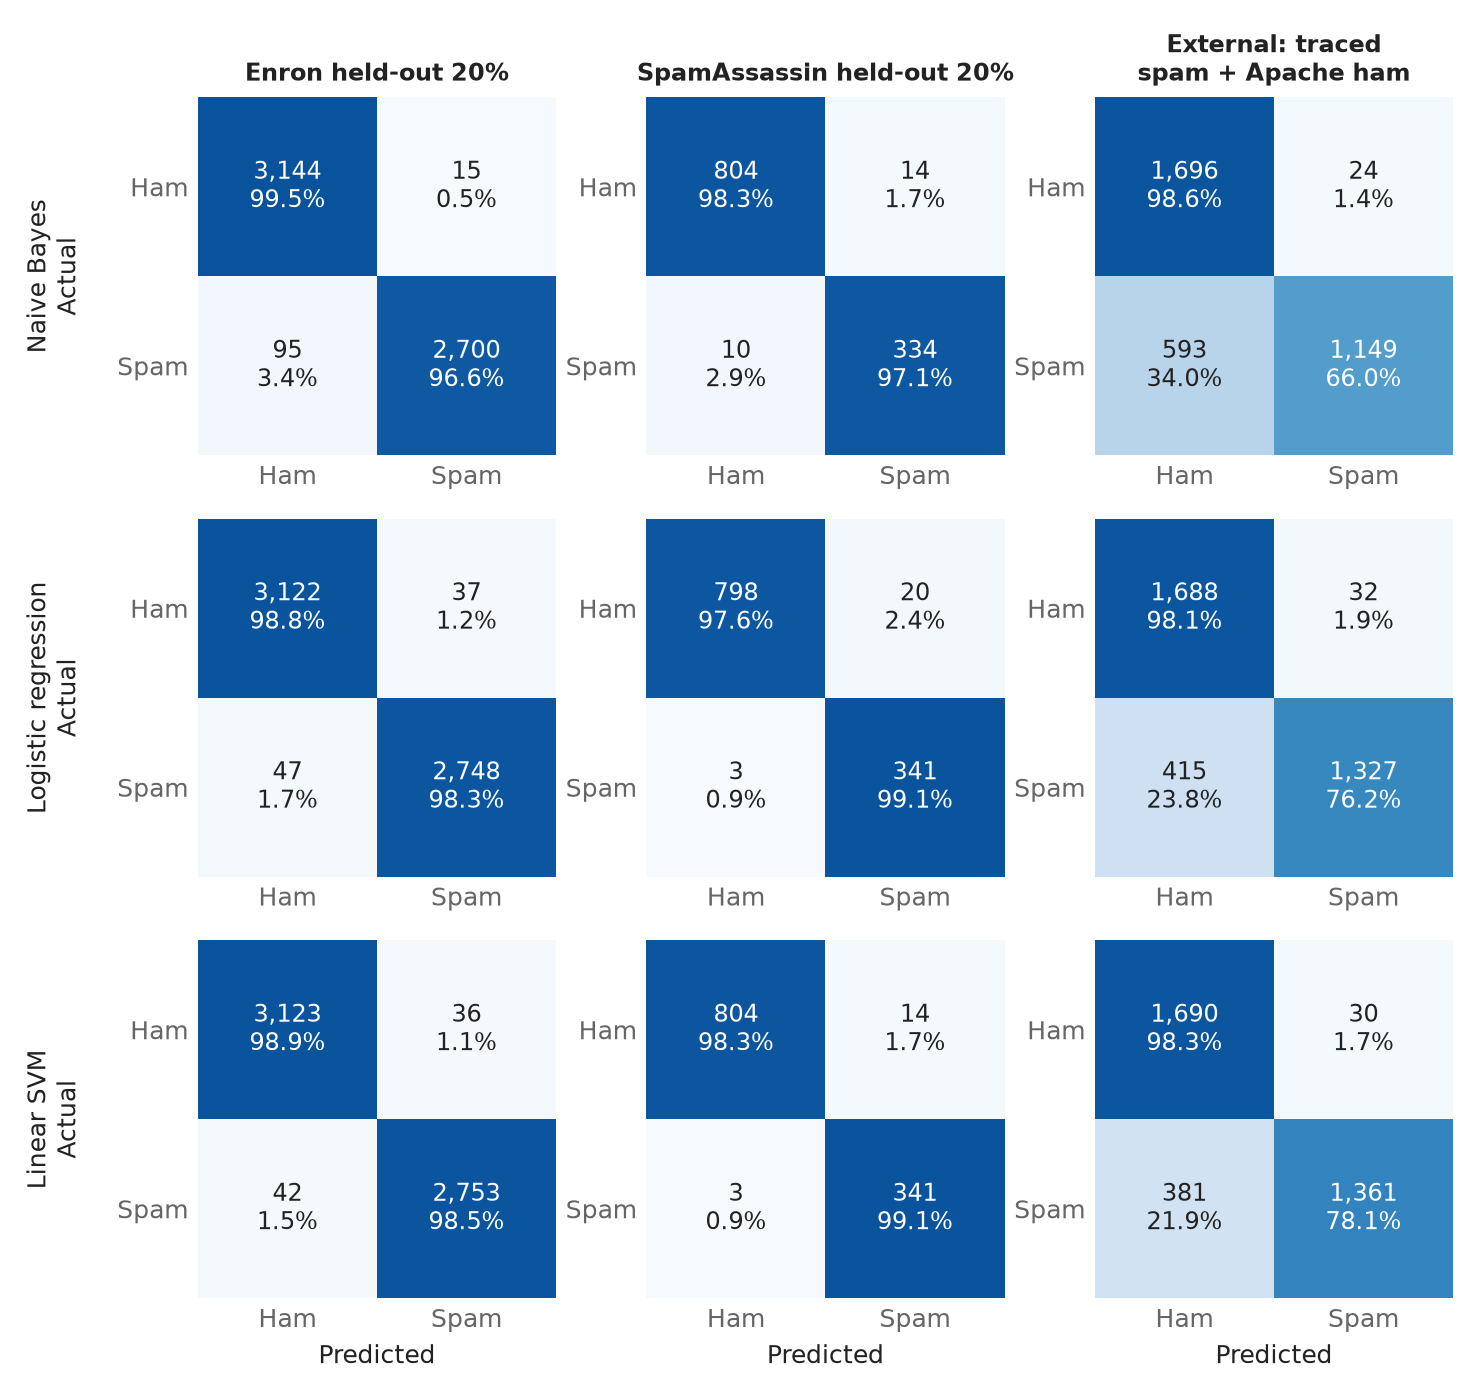 Enron held-out 20%
SpamAssassin held-out 20%
External: traced
spam + Apache ham
Naive Bayes
Actual
Ham
3,144
99.5%
15
0.5%
Spam
95
3.4%
2,700
96.6%
Ham
Spam
Ham
804
98.3%
14
1.7%
Spam
10
2.9%
334
97.1%
Ham
Spam
Ham
1,696
98.6%
24
1.4%
Spam
593
34.0%
1,149
66.0%
Ham
Spam
Logistic regression
Actual
Ham
3,122
98.8%
37
1.2%
Spam
47
1.7%
2,748
98.3%
Ham
Spam
Ham
798
97.6%
20
2.4%
Spam
3
0.9%
341
99.1%
Ham
Spam
Ham
1,688
98.1%
32
1.9%
Spam
415
23.8%
1,327
76.2%
Ham
Spam
Linear SVM
Actual
Ham
3,123
98.9%
36
1.1%
Spam
42
1.5%
2,753
98.5%
Ham
Spam
Predicted
Ham
804
98.3%
14
1.7%
Spam
3
0.9%
341
99.1%
Ham
Spam
Predicted
Ham
1,690
98.3%
30
1.7%
Spam
381
21.9%
1,361
78.1%
Ham
Spam
Predicted